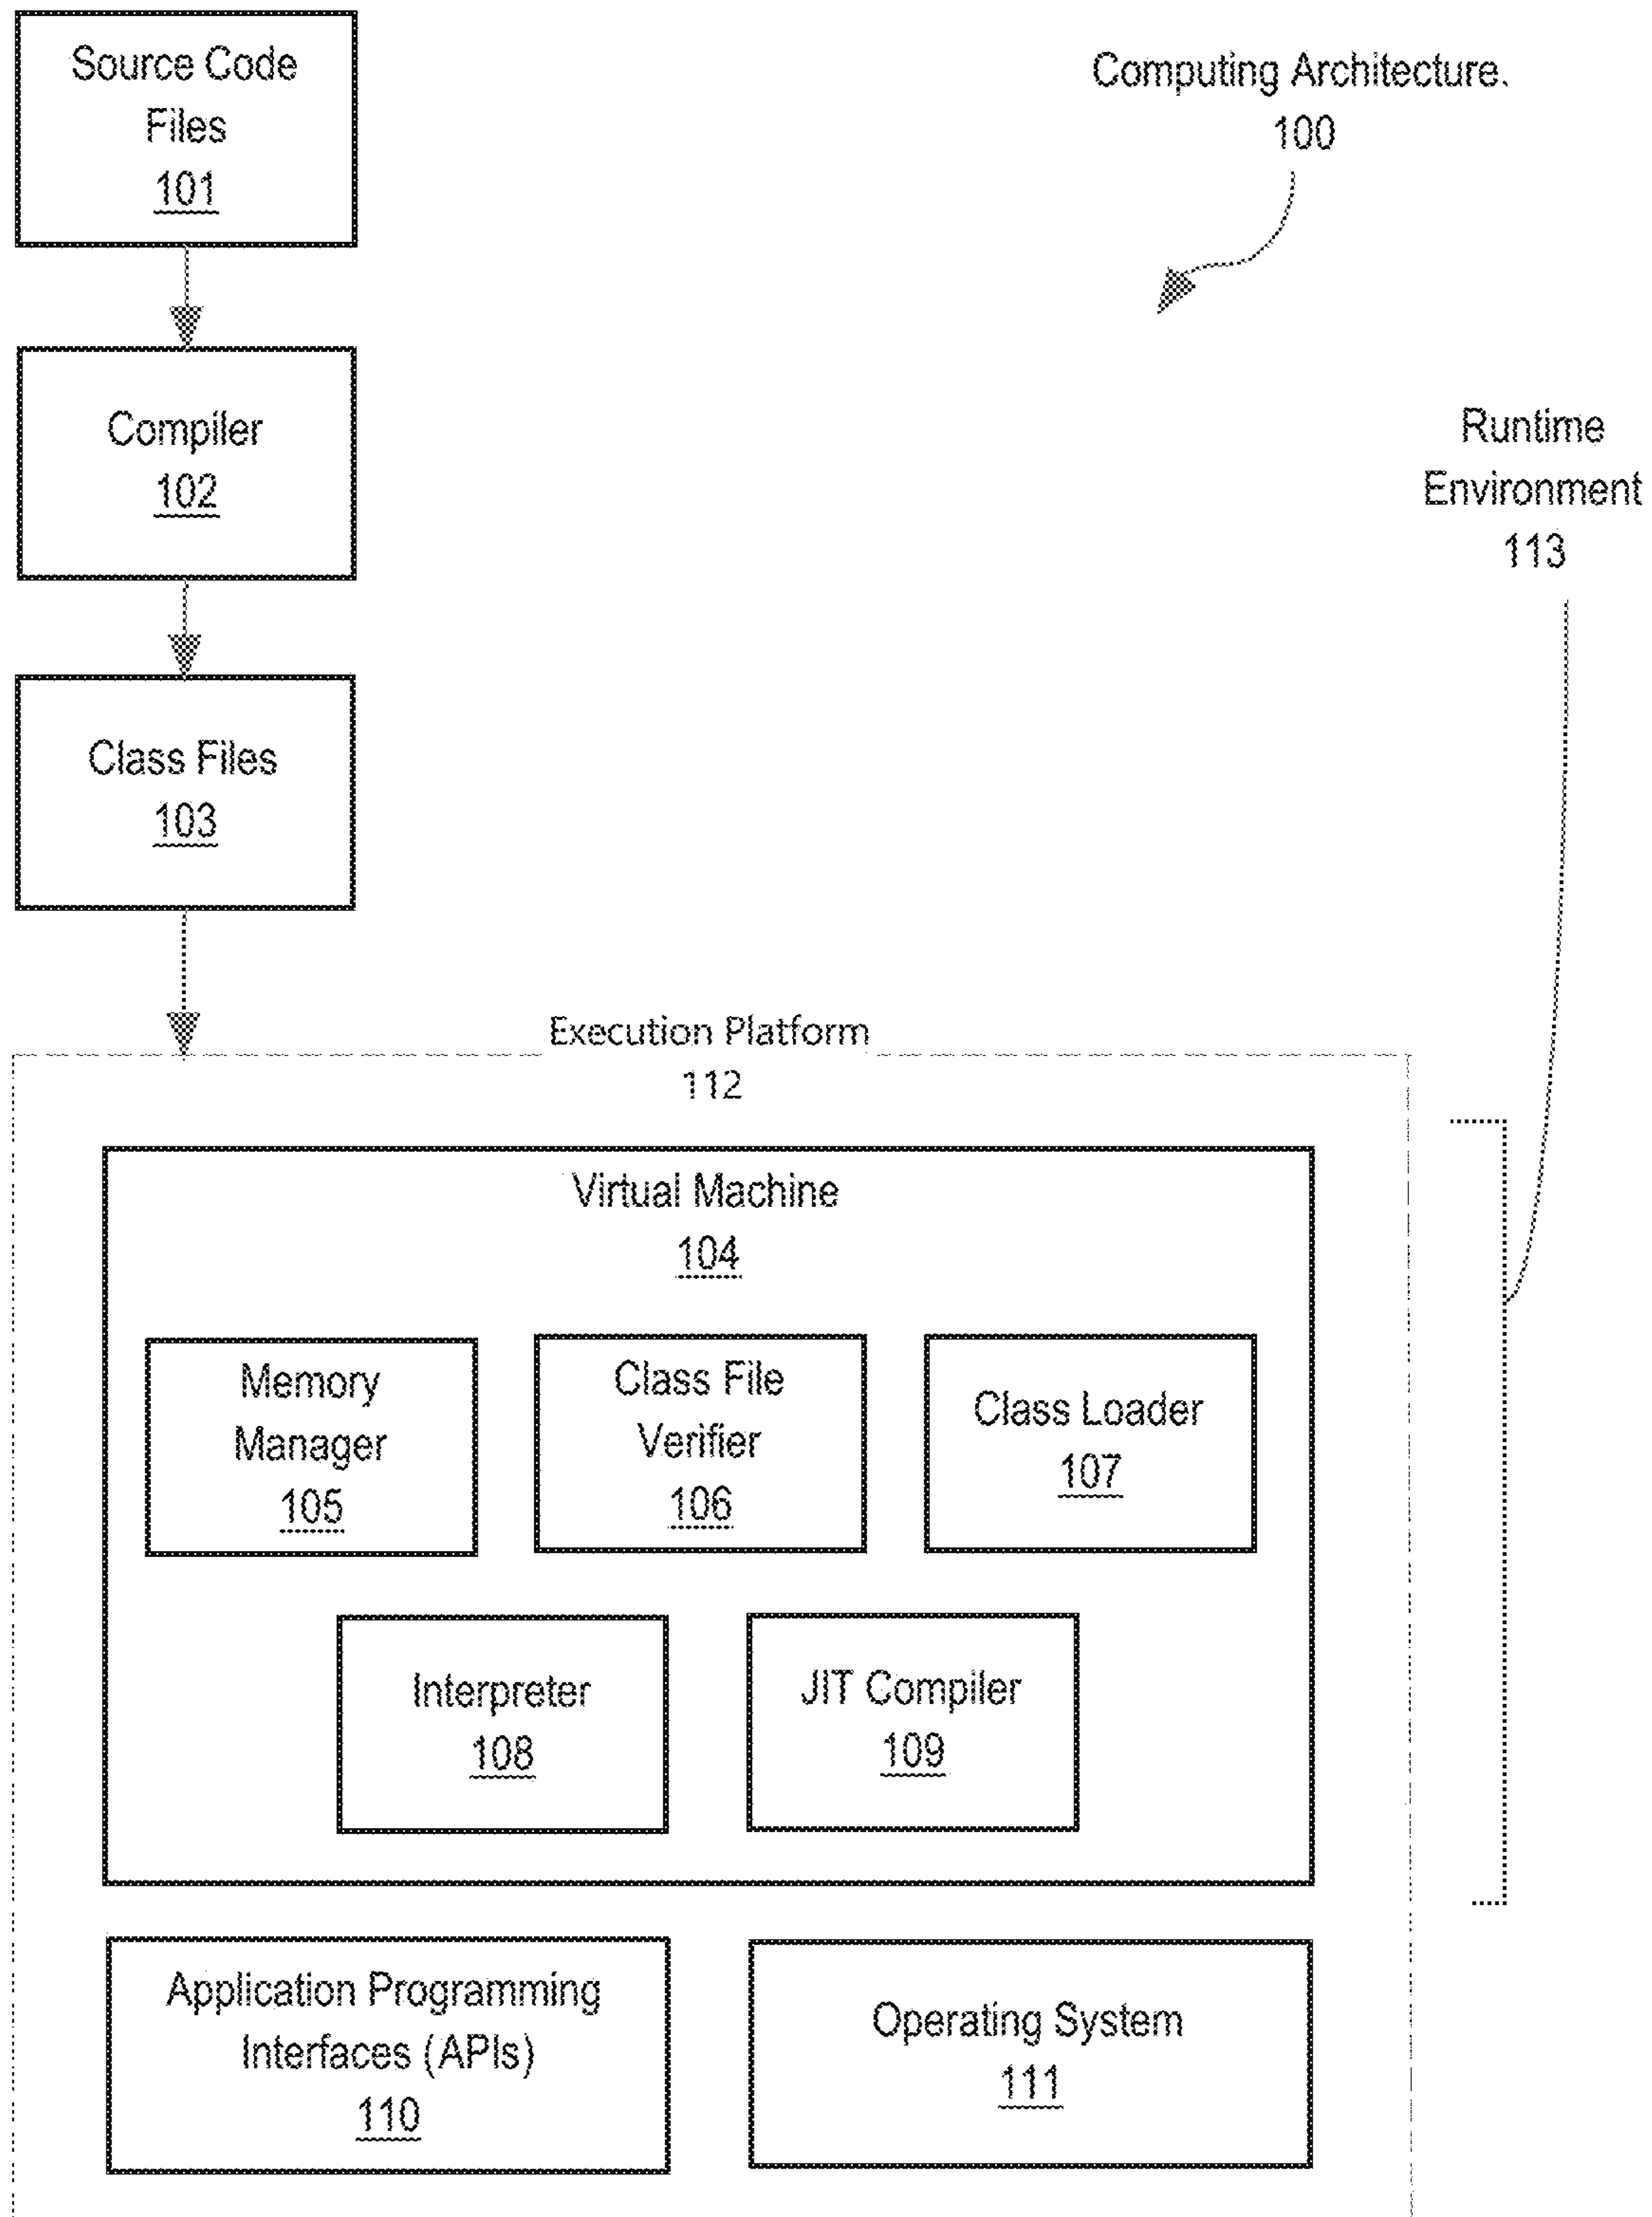 Source Code
Files
101
Computing Architecture.
100
Compiler
102
Runtime
Environment
113
Class Files
103
Execution Platform
112
Virtual Machine
104
Memory
Manager
105
Class File
Verifier
106
Class Loader
107
Interpreter
108
JIT Compiler
109
Application Programming
Interfaces (APIs)
110
Operating System
111